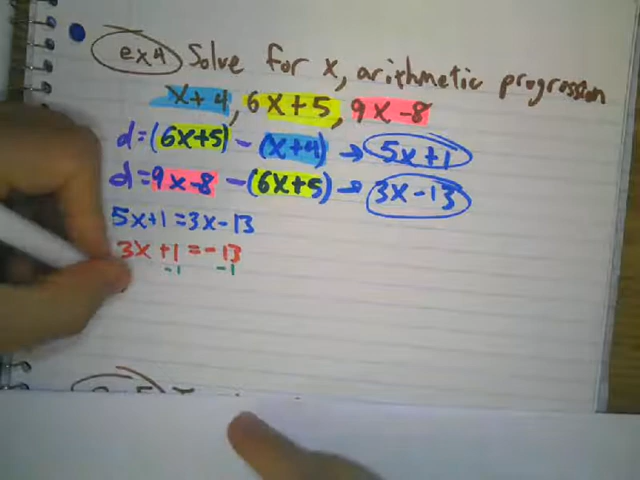 ex4 Solve for x, arithmetic progression
x+4, 6x+5, 9x-8
d=(6x+5)-(x+4)→5x+1
d=9x-8-(6x+5)→3x-13
5x+1=3x-13
3x+1=-13
-1 -1